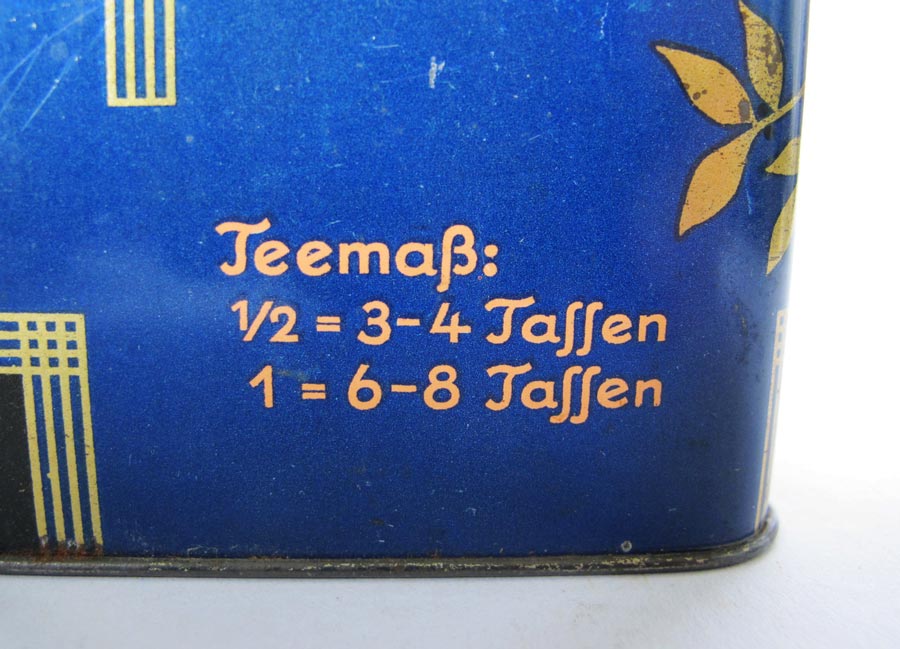 Teemaß:
1/2 = 3-4 Taſſen
1 = 6-8 Taſſen